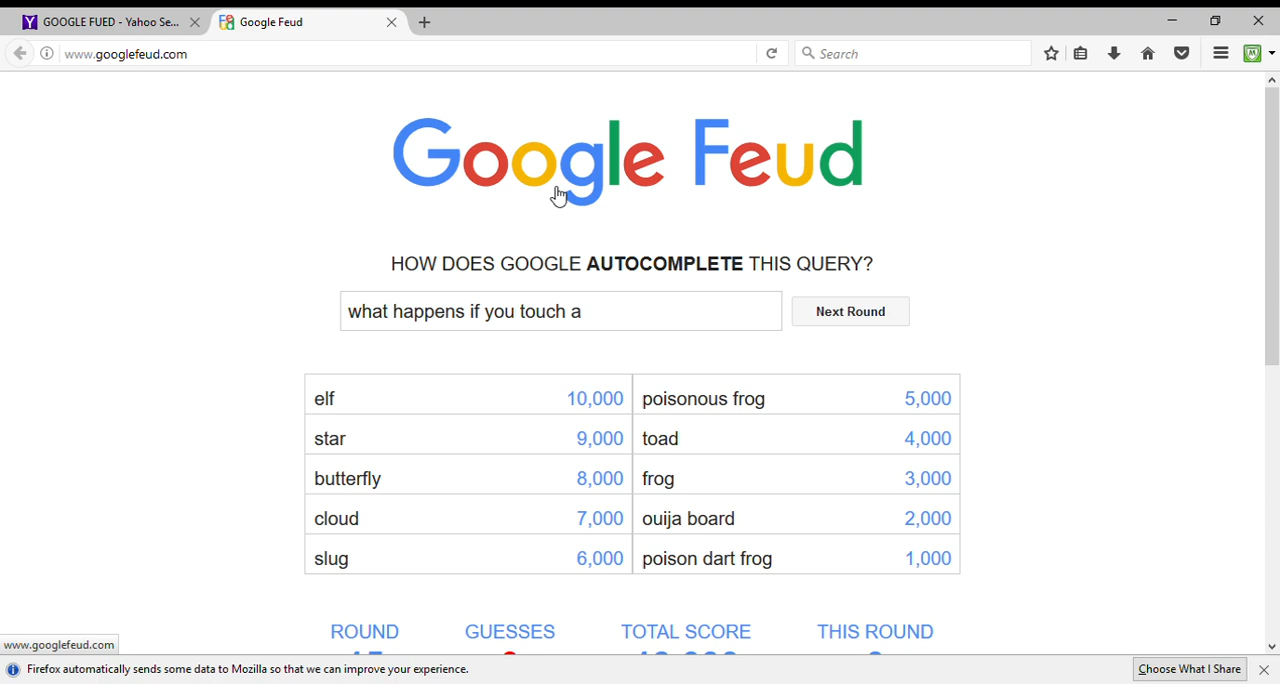 GOOGLE FUED - Yahoo Se...
Google Feud
www.googlefeud.com
Search
Google Feud
HOW DOES GOOGLE AUTOCOMPLETE THIS QUERY?
what happens if you touch a
Next Round
elf 10,000 poisonous frog 5,000
star 9,000 toad 4,000
butterfly 8,000 frog 3,000
cloud 7,000 ouija board 2,000
slug 6,000 poison dart frog 1,000
ROUND GUESSES TOTAL SCORE THIS ROUND
www.googlefeud.com
Firefox automatically sends some data to Mozilla so that we can improve your experience.
Choose What I Share